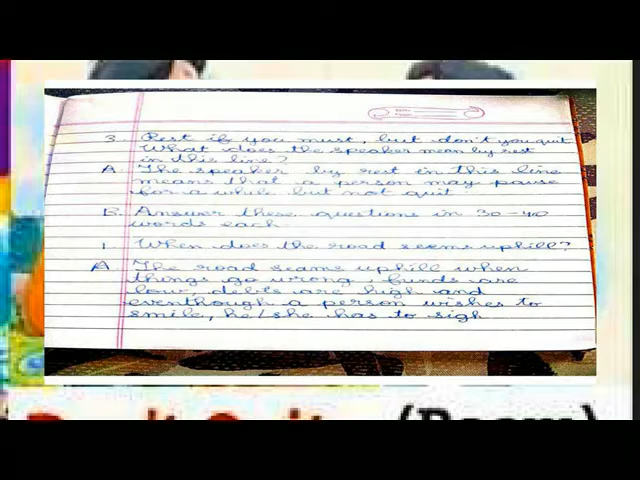 3. Rest if you must, but don't you quit
What does the speaker mean by rest
in this line?
A. The speaker by rest in this line
means that a person may pause
for a while but not quit
B. Answer these questions in 30-40
words each
1. When does the road seems uphill?
A The road seams uphill when
things go wrong, funds are
low, debts are high and
eventhough a person wishes to
smile, he/she has to sigh
(Poem)